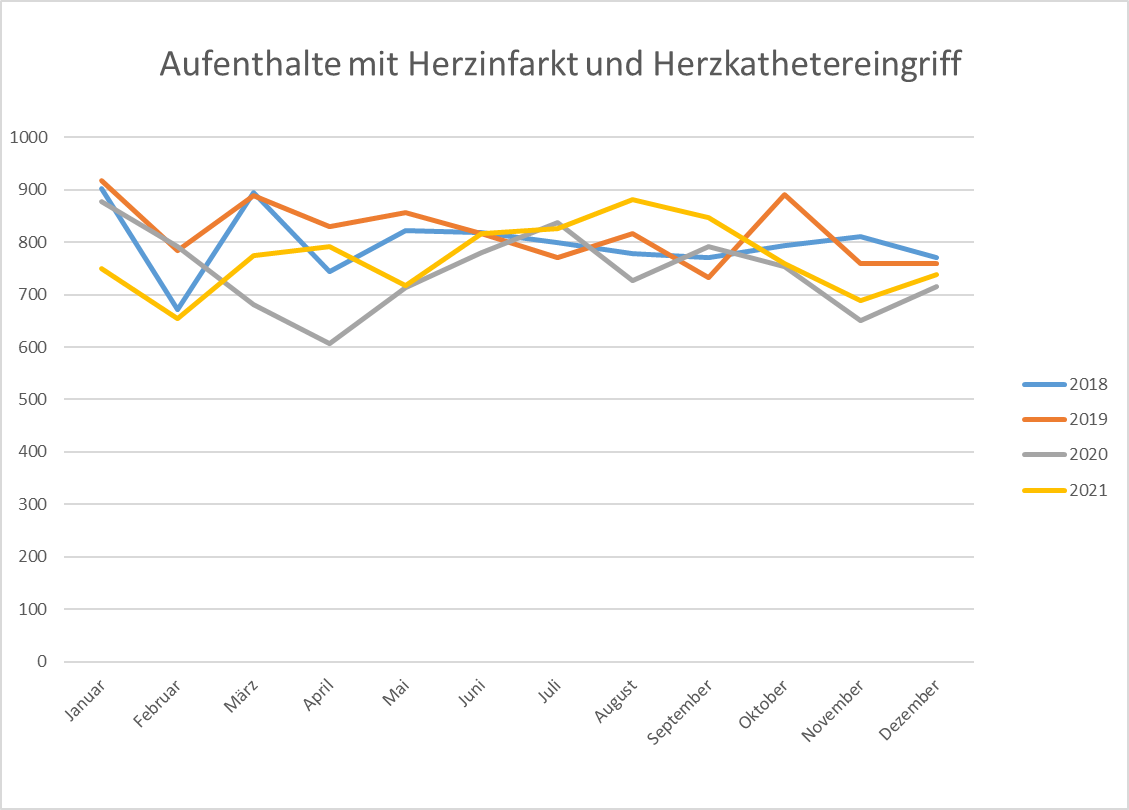 Aufenthalte mit Herzinfarkt und Herzkathetereingriff
1000
900
800
700
600
500
400
300
200
100
0
Januar
Februar
März
April
Mai
Juni
Juli
August
September
Oktober
November
Dezember
2018
2019
2020
2021